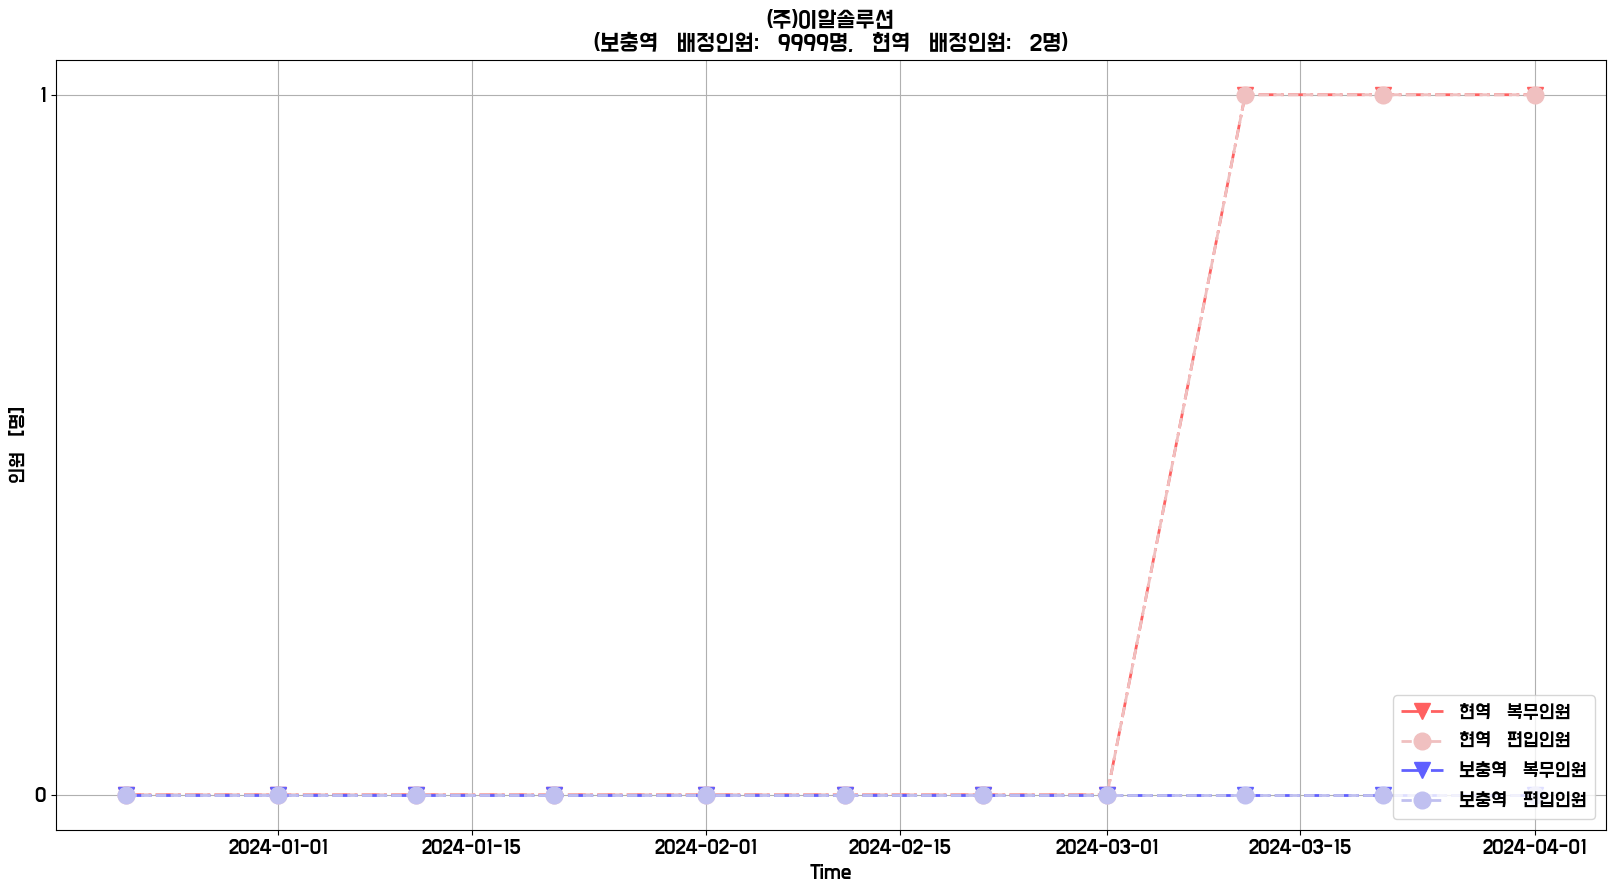 (주)이알솔루션
(보충역 배정인원: 9999명, 현역 배정인원: 2명)
인원 [명]
1
0
2024-01-01 2024-01-15 2024-02-01 2024-02-15 2024-03-01 2024-03-15 2024-04-01
Time
현역 복무인원
현역 편입인원
보충역 복무인원
보충역 편입인원